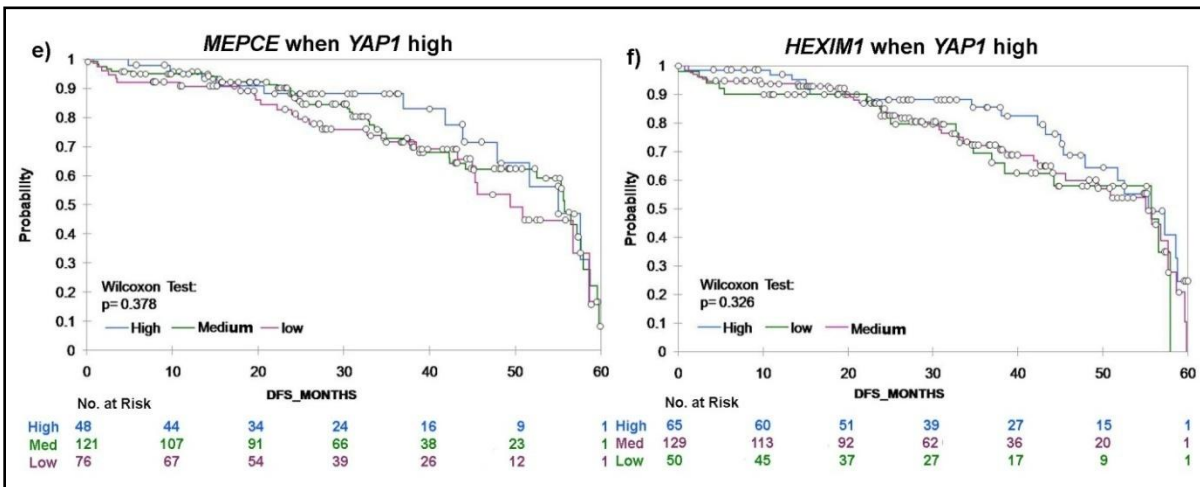 e) MEPCE when YAP1 high
1
0.9
0.8
0.7
0.6
0.5
0.4
0.3
0.2
0.1
0
Probability
Wilcoxon Test:
p= 0.378
High Medium low
0 10 20 30 40 50 60
DFS_MONTHS
No. at Risk
High 48 44 34 24 16 9 1
Med 121 107 91 66 38 23 1
Low 76 67 54 39 26 12 1
f) HEXIM1 when YAP1 high
1
0.9
0.8
0.7
0.6
0.5
0.4
0.3
0.2
0.1
0
Probability
Wilcoxon Test:
p= 0.326
High low Medium
0 10 20 30 40 50 60
DFS_MONTHS
No. at Risk
High 65 60 51 39 27 15 1
Med 129 113 92 62 36 20 1
Low 50 45 37 27 17 9 1